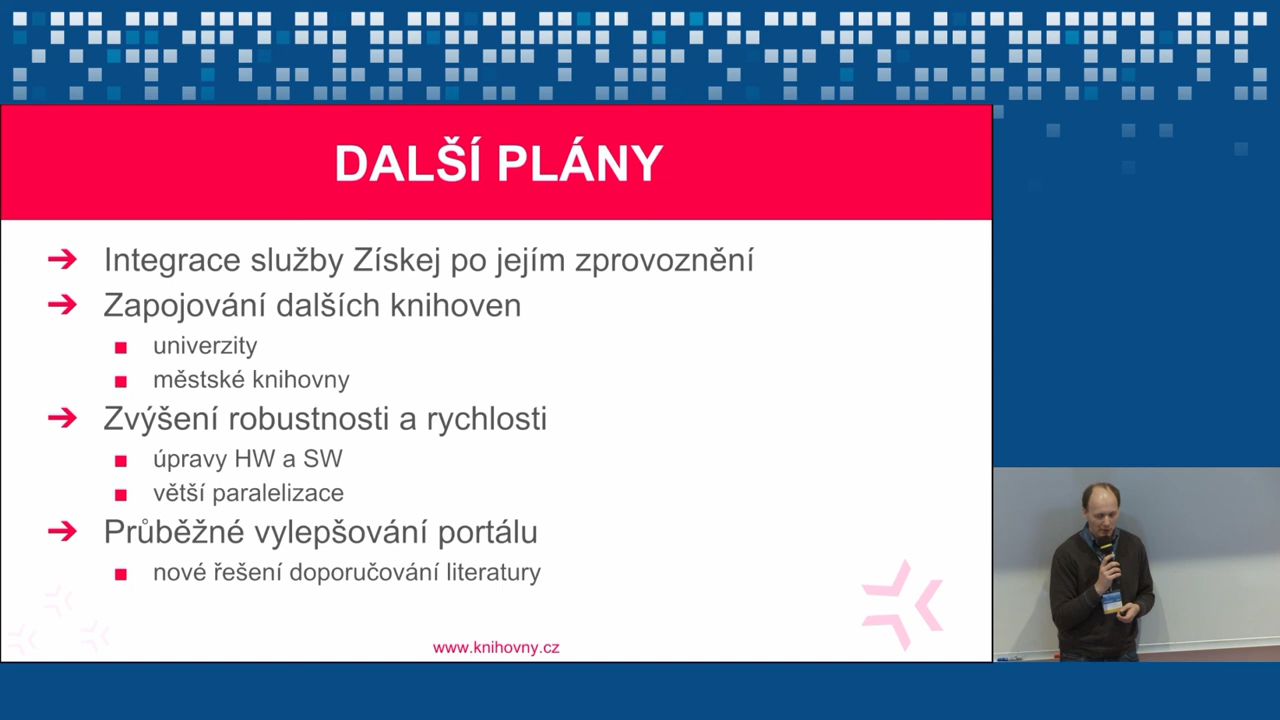 DALŠÍ PLÁNY
➔ Integrace služby Získej po jejím zprovoznění
➔ Zapojování dalších knihoven
■ univerzity
■ městské knihovny
➔ Zvýšení robustnosti a rychlosti
■ úpravy HW a SW
■ větší paralelizace
➔ Průběžné vylepšování portálu
■ nové řešení doporučování literatury
www.knihovny.cz